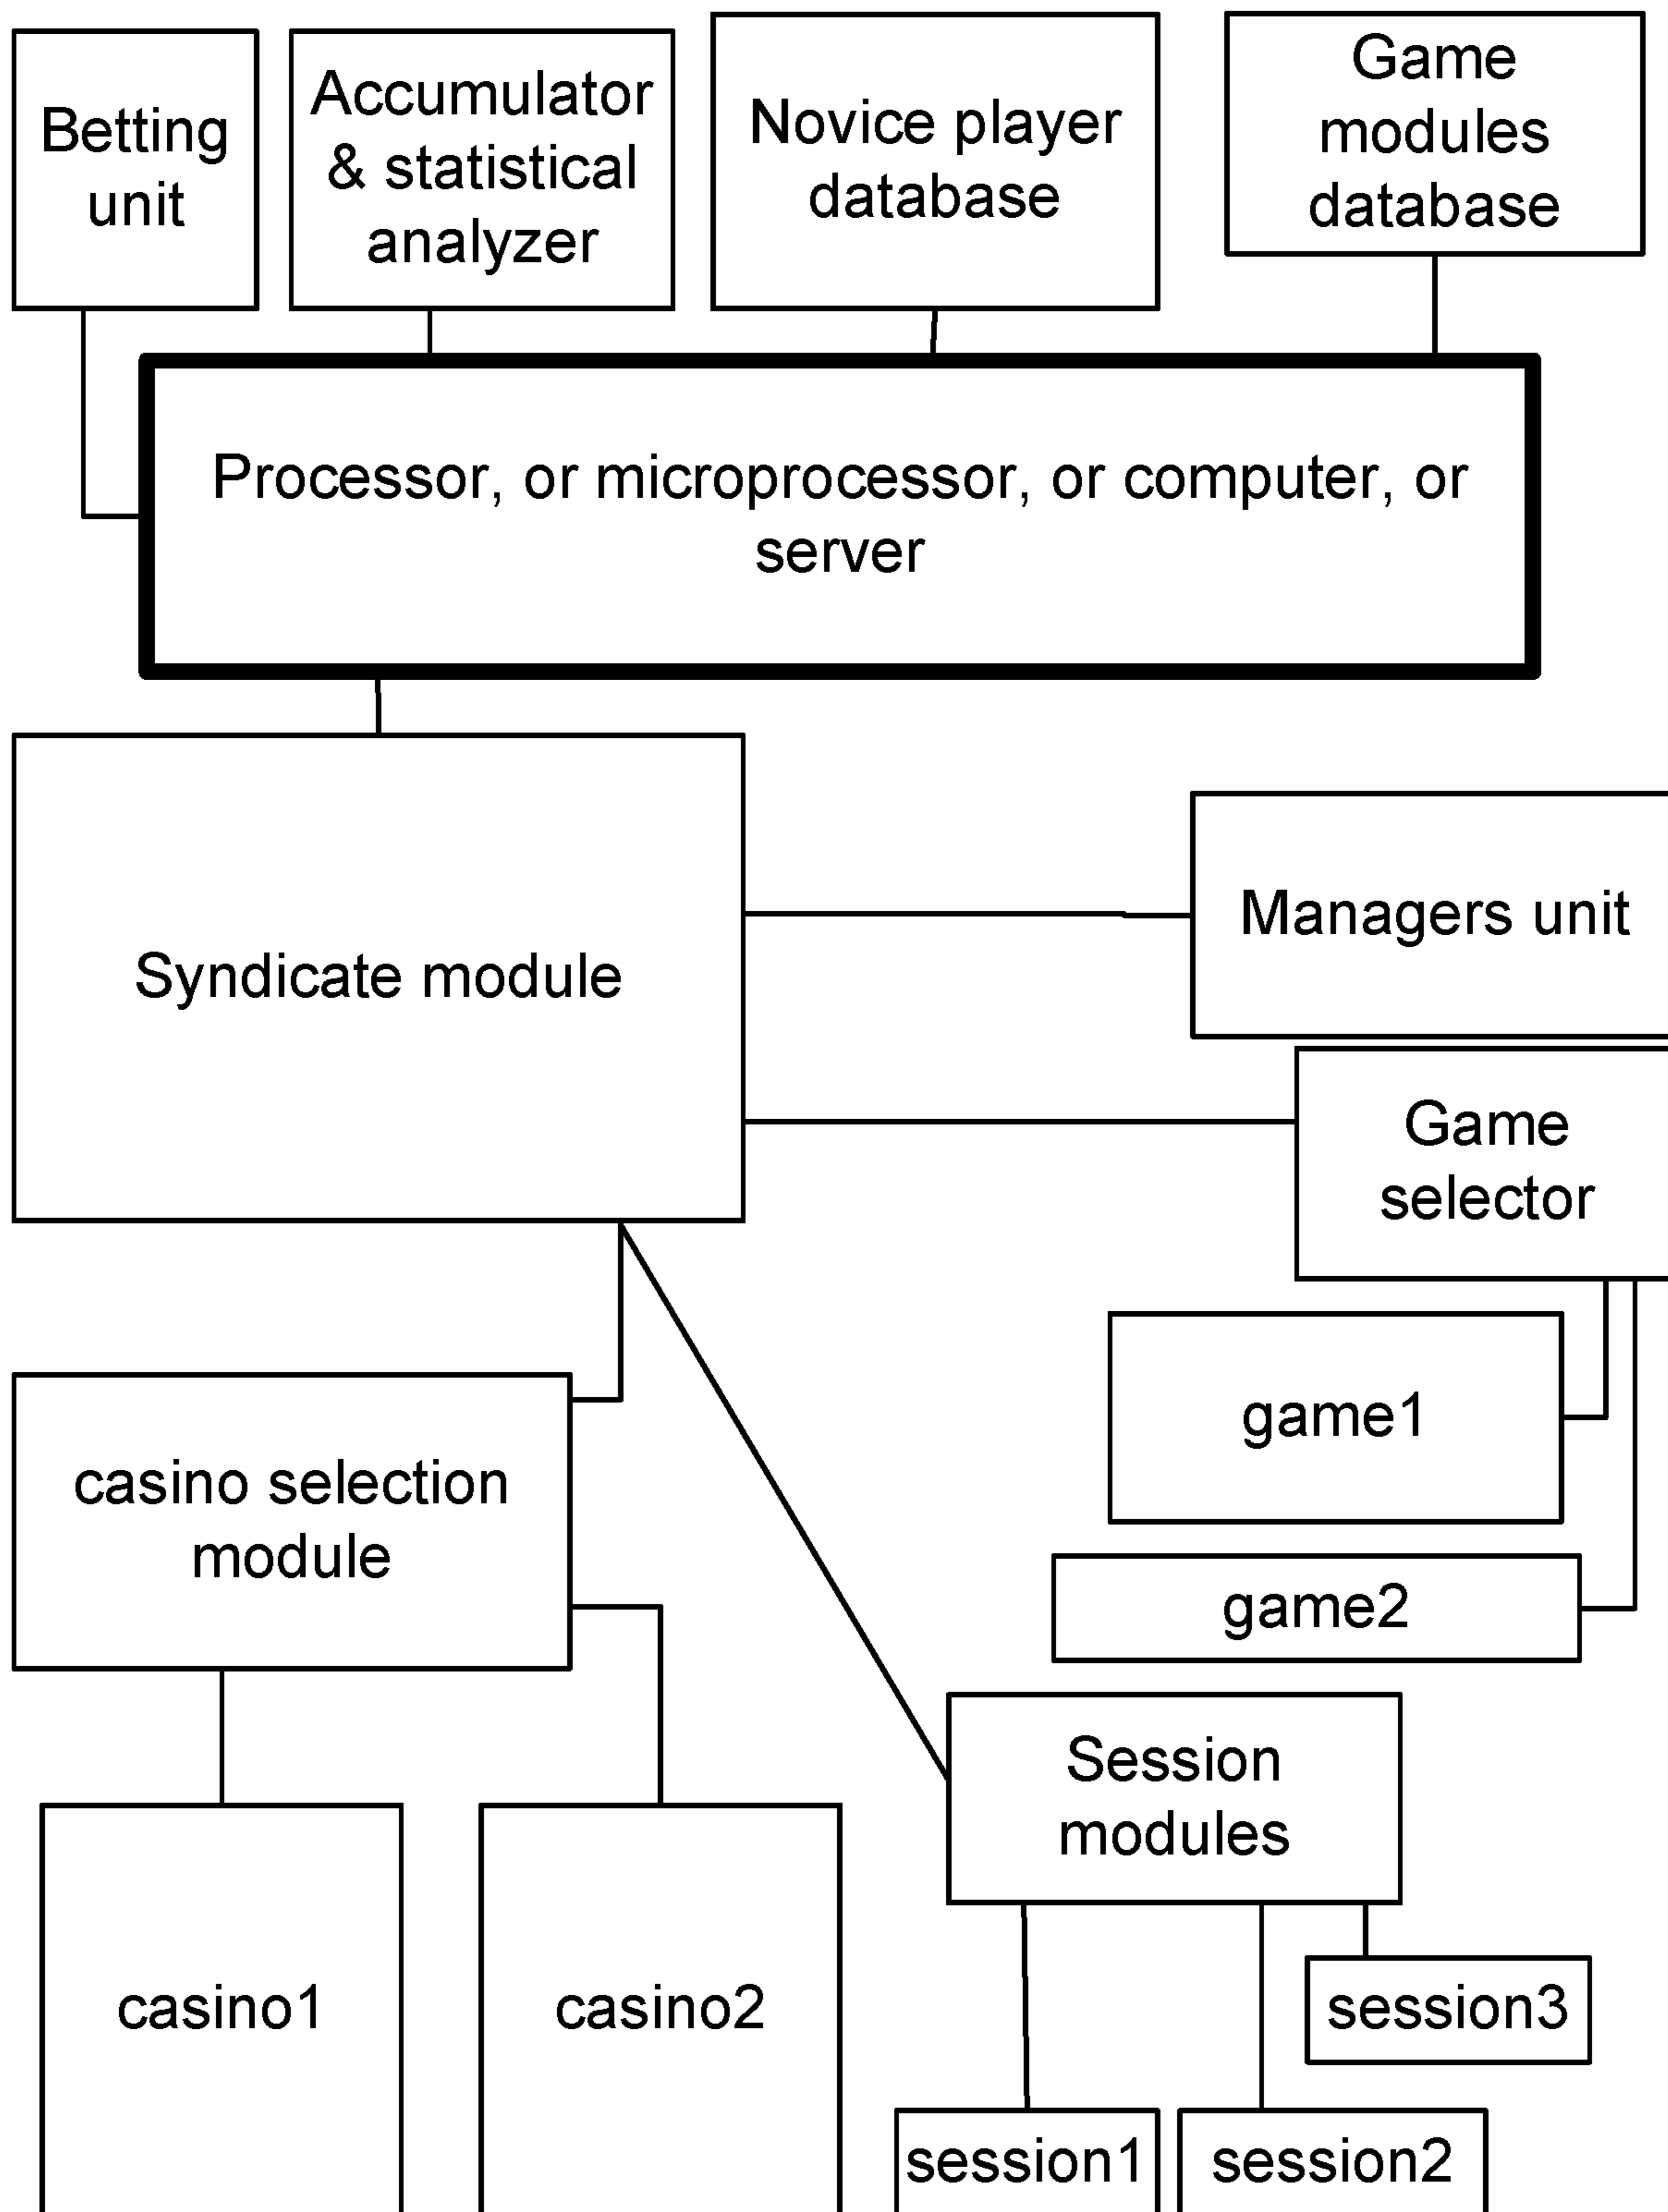 Betting
unit
Accumulator
& statistical
analyzer
Novice player
database
Game
modules
database
Processor, or microprocessor, or computer, or
server
Syndicate module
Managers unit
Game
selector
game1
game2
casino selection
module
Session
modules
casino1
casino2
session3
session1
session2